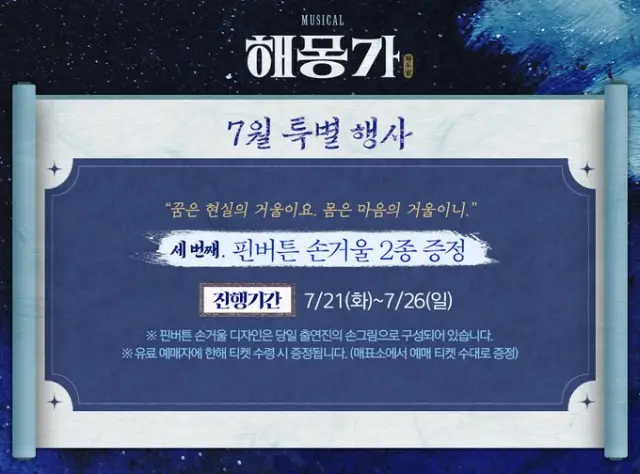 MUSICAL
해몽가
7월 특별 행사
“꿈은 현실의 거울이요. 몸은 마음의 거울이니.”
세 번째. 핀버튼 손거울 2종 증정
진행기간 7/21(화)~7/26(일)
※ 핀버튼 손거울 디자인은 당일 출연진의 손그림으로 구성되어 있습니다.
※ 유료 예매자에 한해 티켓 수령 시 증정됩니다. (매표소에서 예매 티켓 수대로 증정)